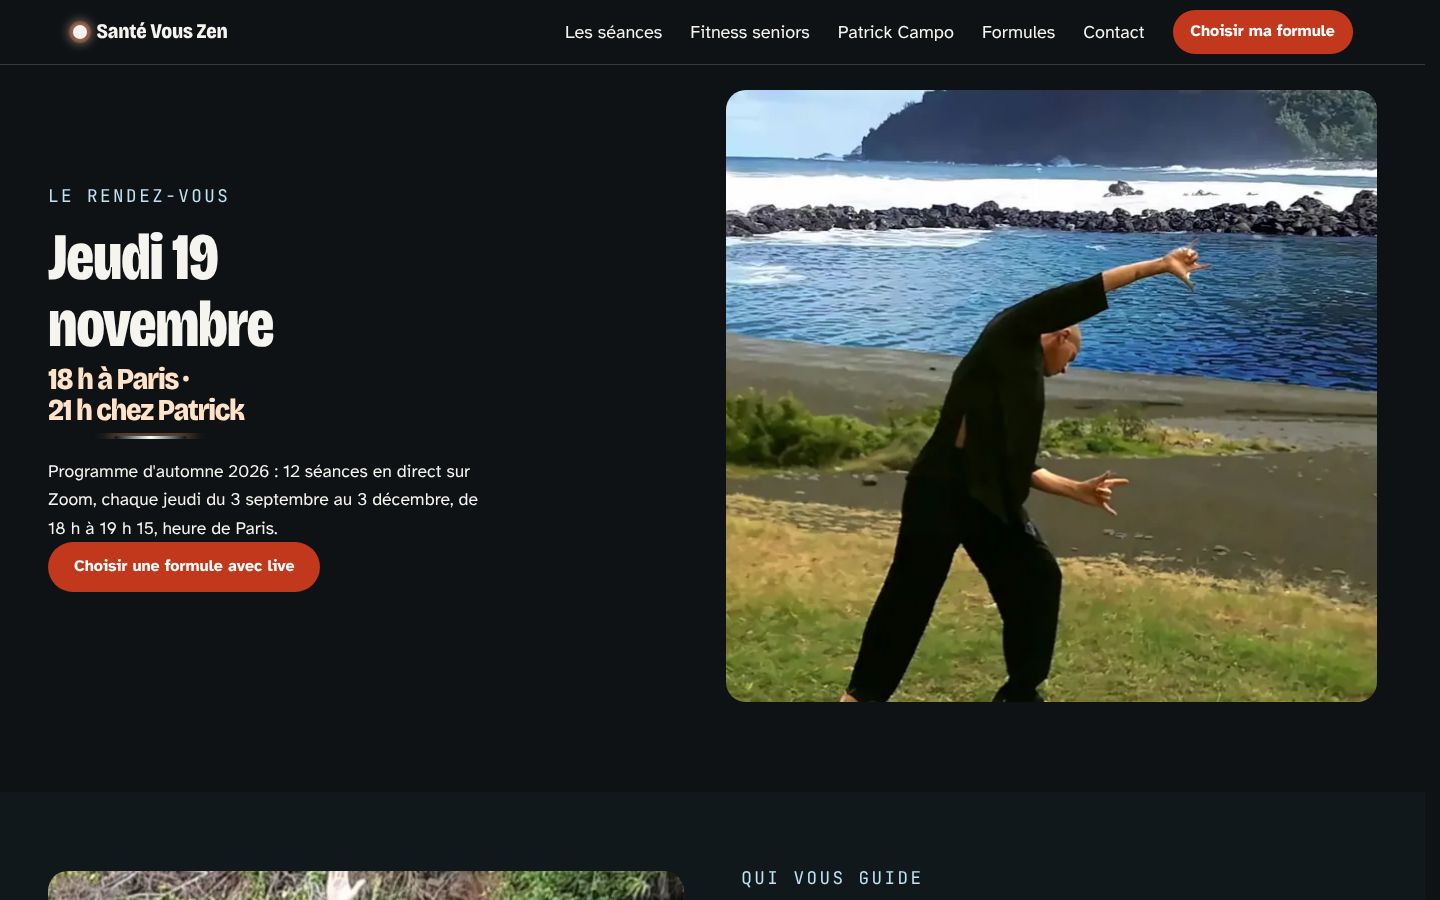 Santé Vous Zen
Les séances
Fitness seniors
Patrick Campo
Formules
Contact
Choisir ma formule
LE RENDEZ-VOUS
Jeudi 19
novembre
18 h à Paris ·
21 h chez Patrick
Programme d'automne 2026 : 12 séances en direct sur
Zoom, chaque jeudi du 3 septembre au 3 décembre, de
18 h à 19 h 15, heure de Paris.
Choisir une formule avec live
QUI VOUS GUIDE